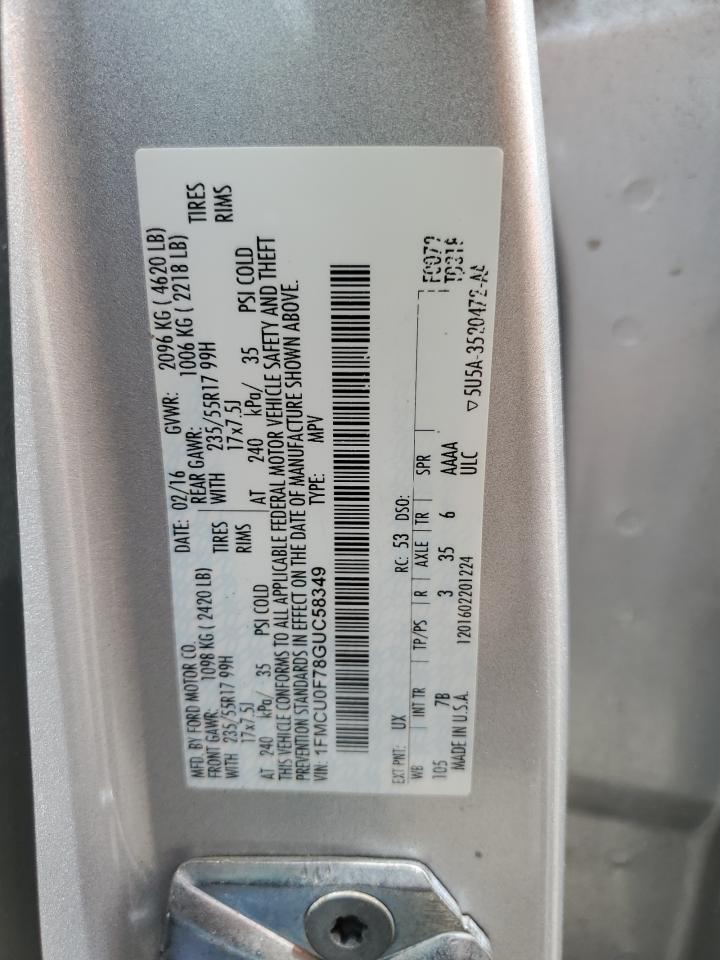 MFD. BY FORD MOTOR CO.
DATE: 02/16 GVWR: 2096 KG ( 4620 LB)
FRONT GAWR: 1098 KG ( 2420 LB) REAR GAWR: 1006 KG ( 2218 LB)
WITH 235/55R17 99H TIRES WITH 235/55R17 99H TIRES
17x7.5J RIMS 17x7.5J RIMS
AT 240 kPa/ 35 PSI COLD AT 240 kPa/ 35 PSI COLD
THIS VEHICLE CONFORMS TO ALL APPLICABLE FEDERAL MOTOR VEHICLE SAFETY AND THEFT
PREVENTION STANDARDS IN EFFECT ON THE DATE OF MANUFACTURE SHOWN ABOVE.
VIN: 1FMCU0F78GUC58349 TYPE: MPV
EXT PNT: UX RC: 53 DSO:
WB INT TR TP/PS R AXLE TR SPR
105 7B 3 35 6 AAAA
MADE IN U.S.A. 1201602201224 ULC
5U5A-3520472-AA